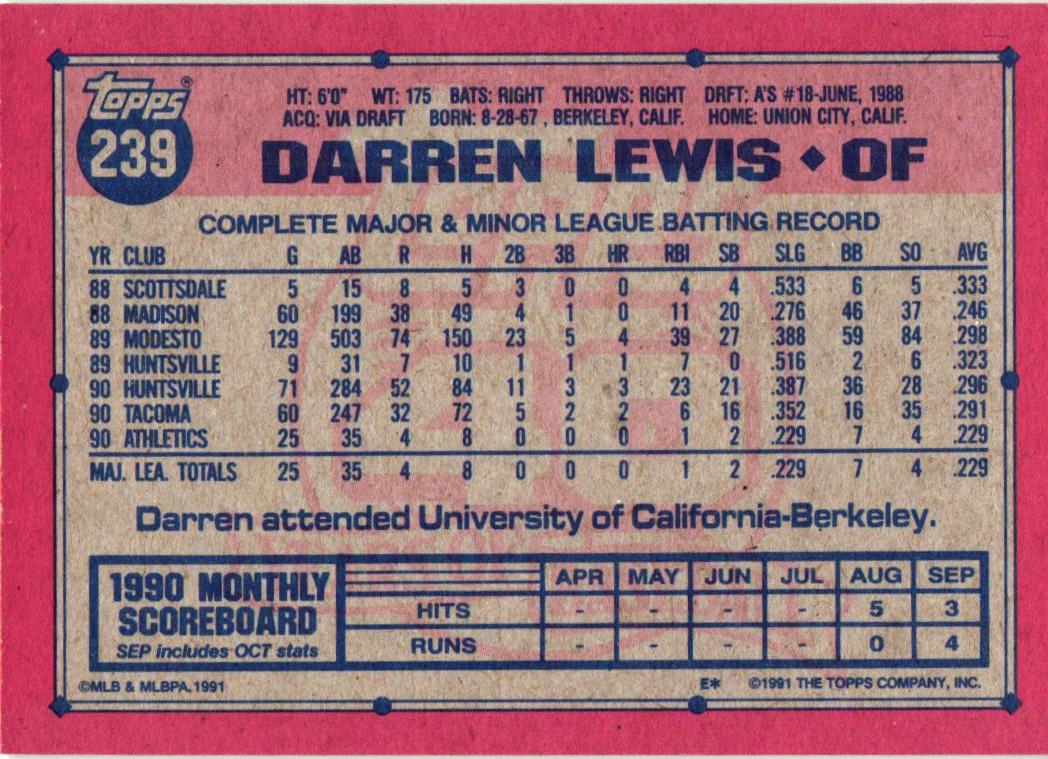 Topps®
239
HT: 6'0" WT: 175 BATS: RIGHT THROWS: RIGHT DRFT: A'S #18-JUNE, 1988
ACQ: VIA DRAFT BORN: 8-28-67 , BERKELEY, CALIF. HOME: UNION CITY, CALIF.
DARREN LEWIS ♦ OF
COMPLETE MAJOR & MINOR LEAGUE BATTING RECORD
YR CLUB G AB R H 2B 3B HR RBI SB SLG BB SO AVG
88 SCOTTSDALE 5 15 8 5 3 0 0 4 4 .533 6 5 .333
88 MADISON 60 199 38 49 4 1 0 11 20 .276 46 37 .246
89 MODESTO 129 503 74 150 23 5 4 39 27 .388 59 84 .298
89 HUNTSVILLE 9 31 7 10 1 1 1 7 0 .516 2 6 .323
90 HUNTSVILLE 71 284 52 84 11 3 3 23 21 .387 36 28 .296
90 TACOMA 60 247 32 72 5 2 2 6 16 .352 16 35 .291
90 ATHLETICS 25 35 4 8 0 0 0 1 2 .229 7 4 .229
MAJ. LEA. TOTALS 25 35 4 8 0 0 0 1 2 .229 7 4 .229
Darren attended University of California-Berkeley.
1990 MONTHLY
SCOREBOARD
SEP includes OCT stats
APR MAY JUN JUL AUG SEP
HITS - - - - 5 3
RUNS - - - - 0 4
©MLB & MLBPA 1991 E* ©1991 THE TOPPS COMPANY, INC.